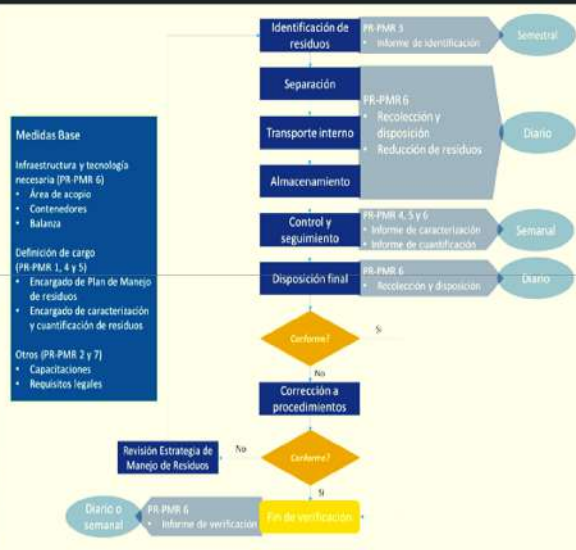 Identificación de
residuos
PR-PMR 3
• Informe de identificación
Semestral
Separación
Transporte interno
Almacenamiento
PR-PMR 6
• Recolección y
disposición
• Reducción de residuos
Diario
Medidas Base
Infraestructura y tecnología
necesaria (PR-PMR 6)
• Área de acopio
• Contenedores
• Balanza
Definición de cargo
(PR-PMR 1, 4 y 5)
• Encargado de Plan de Manejo
de residuos
• Encargado de caracterización
y cuantificación de residuos
Otros (PR-PMR 2 y 7)
• Capacitaciones
• Requisitos legales
Control y
seguimiento
PR-PMR 4, 5 y 6
• Informe de caracterización
• Informe de cuantificación
Semanal
Disposición final
PR-PMR 6
• Recolección y disposición
Diario
Conforme?
Si
No
Corrección a
procedimientos
Conforme?
No
Revisión Estrategia de
Manejo de Residuos
Si
Fin de verificación
PR-PMR 6
• Informe de verificación
Diario o
semanal